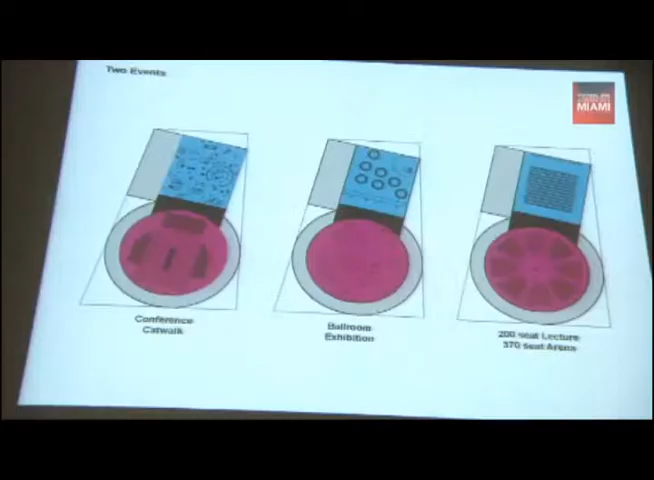 Two Events
MIAMI
Conference
Catwalk
Ballroom
Exhibition
200 seat Lecture
370 seat Arena